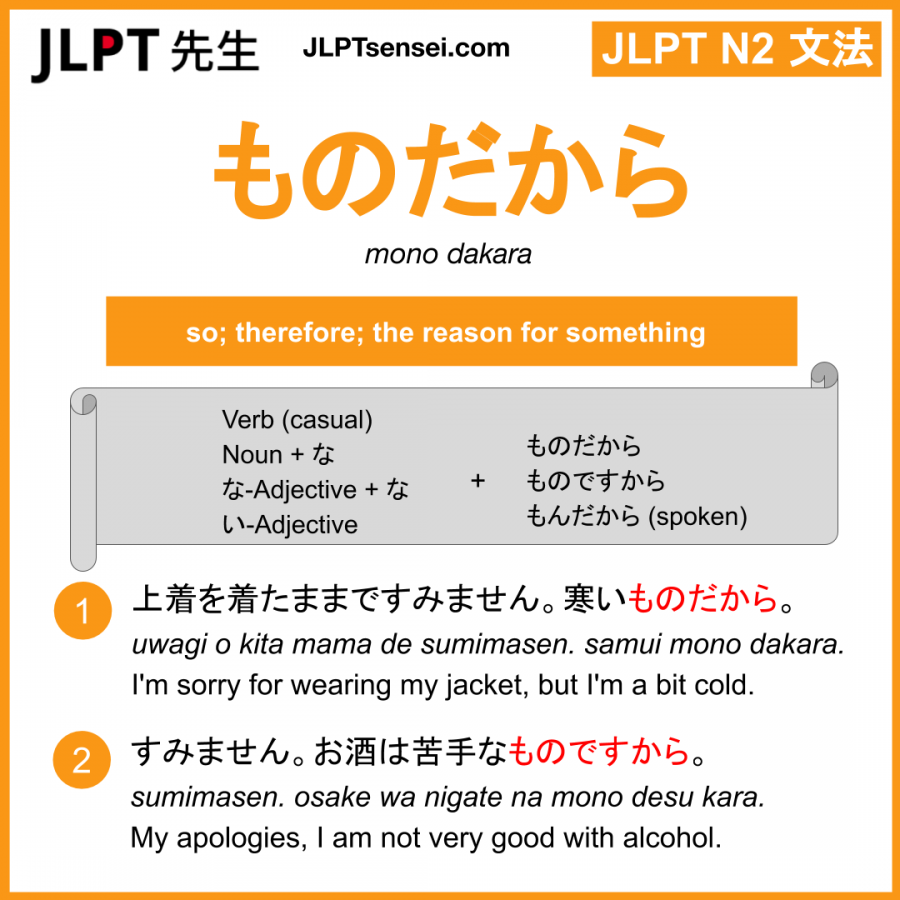 JLPT 先生
JLPTsensei.com
JLPT N2 文法
ものだから
mono dakara
so; therefore; the reason for something
Verb (casual)
Noun + な
な-Adjective + な
い-Adjective
+
ものだから
ものですから
もんだから (spoken)
1
上着を着たままですみません。寒いものだから。
uwagi o kita mama de sumimasen. samui mono dakara.
I'm sorry for wearing my jacket, but I'm a bit cold.
2
すみません。お酒は苦手なものですから。
sumimasen. osake wa nigate na mono desu kara.
My apologies, I am not very good with alcohol.